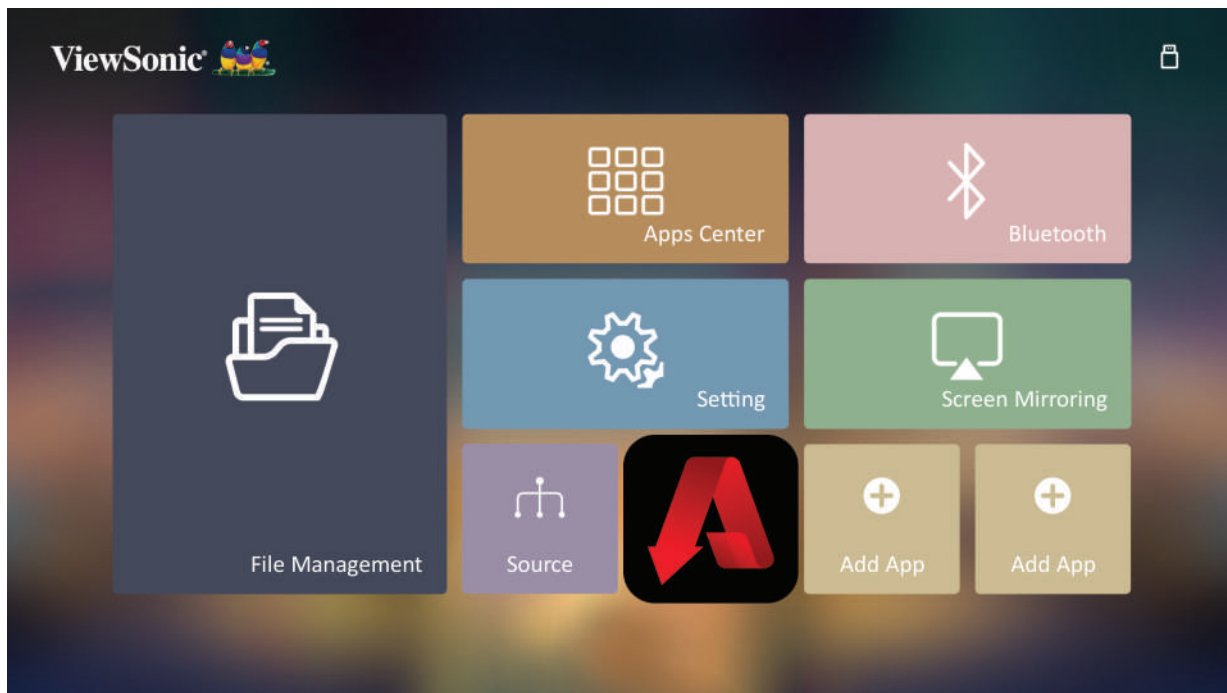 ViewSonic®
Apps Center
Bluetooth
Setting
Screen Mirroring
File Management
Source
Add App
Add App